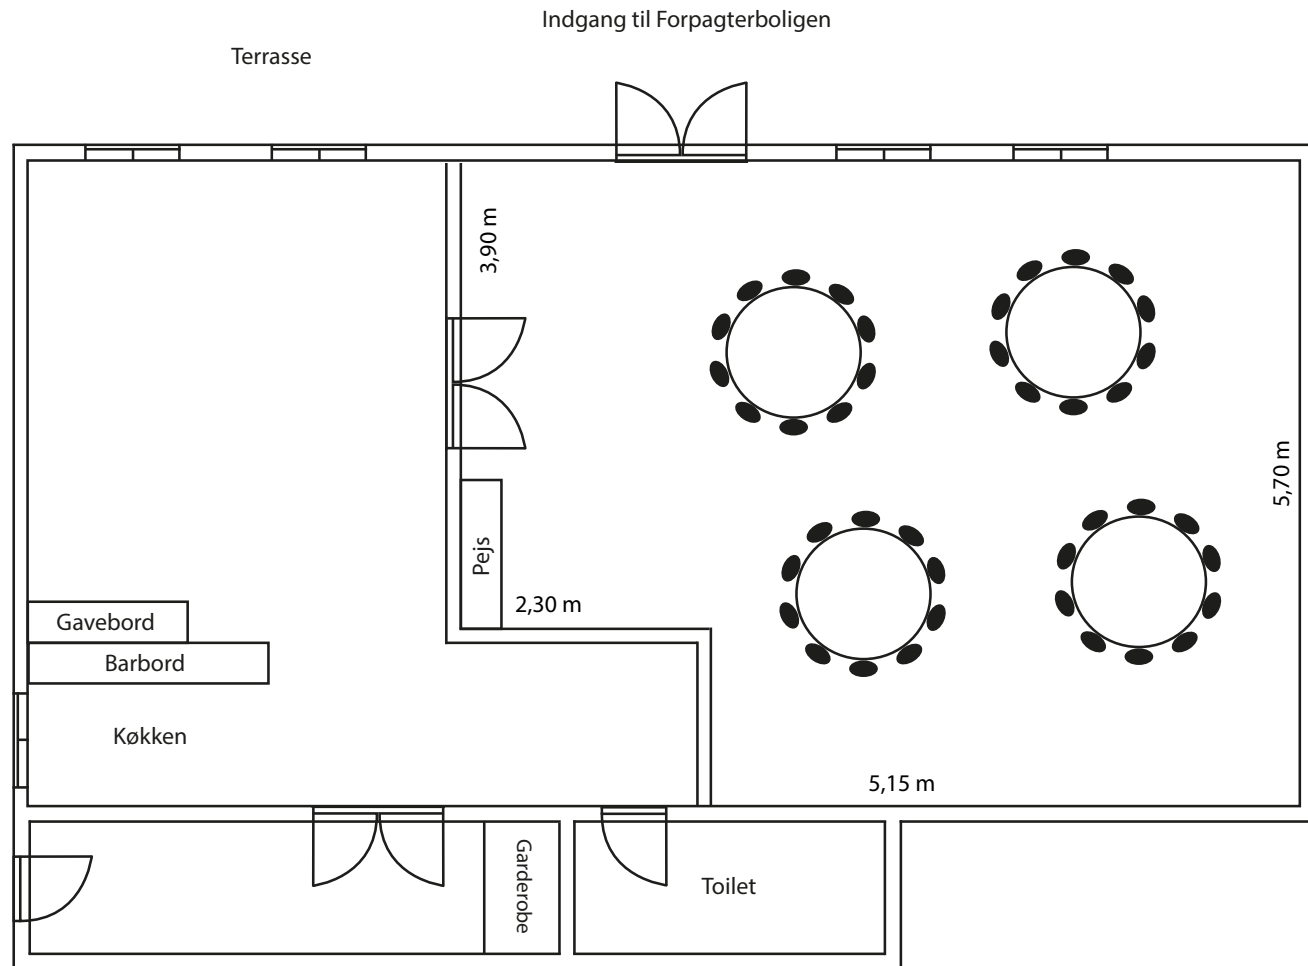 Indgang til Forpagterboligen
Terrasse
3,90 m
5,70 m
Pejs
2,30 m
Gavebord
Barbord
Køkken
5,15 m
Garderobe
Toilet